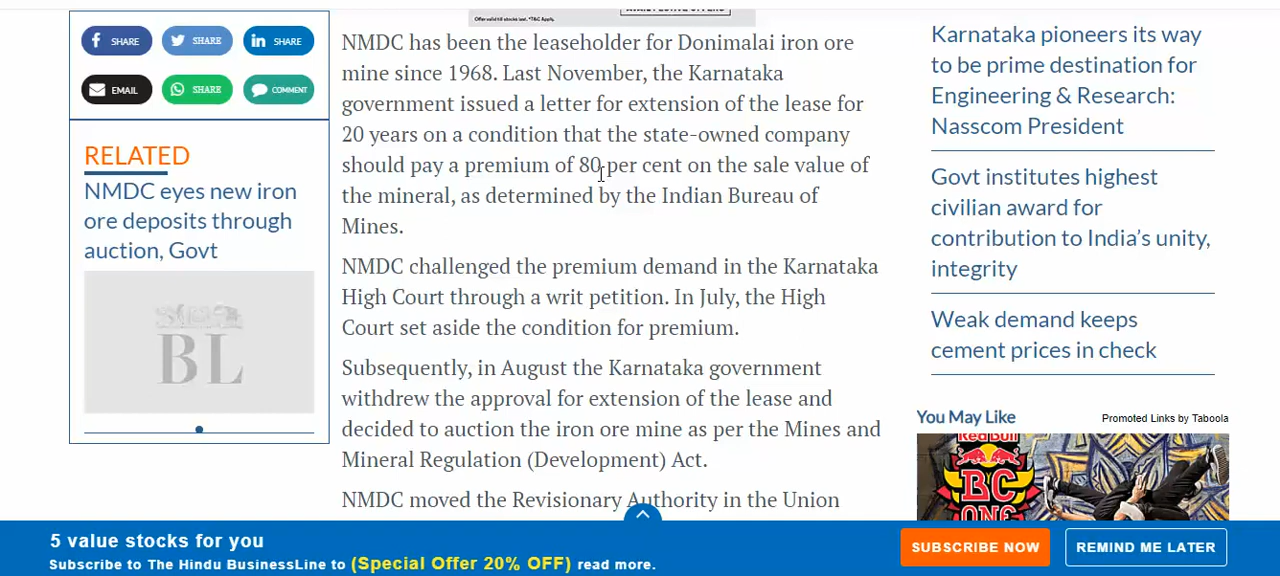 Offer valid till stocks last. *T&C Apply.
SHARE
SHARE
SHARE
EMAIL
SHARE
COMMENT
RELATED
NMDC eyes new iron
ore deposits through
auction, Govt
BL
NMDC has been the leaseholder for Donimalai iron ore
mine since 1968. Last November, the Karnataka
government issued a letter for extension of the lease for
20 years on a condition that the state-owned company
should pay a premium of 80 per cent on the sale value of
the mineral, as determined by the Indian Bureau of
Mines.
NMDC challenged the premium demand in the Karnataka
High Court through a writ petition. In July, the High
Court set aside the condition for premium.
Subsequently, in August the Karnataka government
withdrew the approval for extension of the lease and
decided to auction the iron ore mine as per the Mines and
Mineral Regulation (Development) Act.
NMDC moved the Revisionary Authority in the Union
Karnataka pioneers its way
to be prime destination for
Engineering & Research:
Nasscom President
Govt institutes highest
civilian award for
contribution to India's unity,
integrity
Weak demand keeps
cement prices in check
You May Like
Promoted Links by Taboola
Red Bull
BC
ONE
5 value stocks for you
Subscribe to The Hindu BusinessLine to (Special Offer 20% OFF) read more.
SUBSCRIBE NOW
REMIND ME LATER